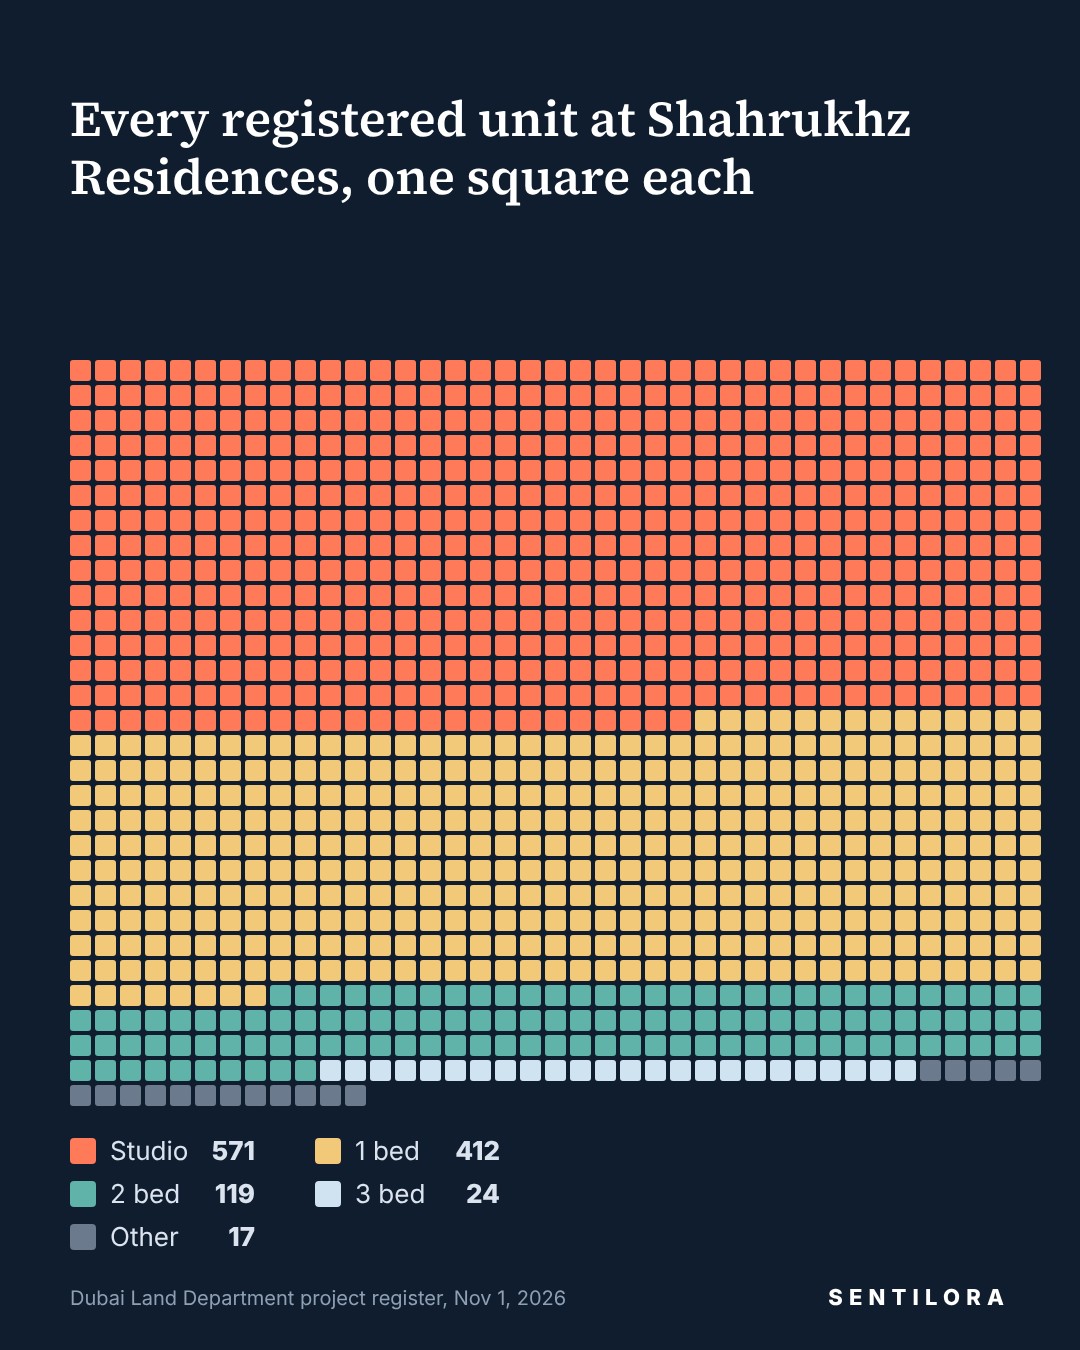 Every registered unit at Shahrukhz
Residences, one square each
Studio 571 1 bed 412
2 bed 119 3 bed 24
Other 17
Dubai Land Department project register, Nov 1, 2026 SENTILORA